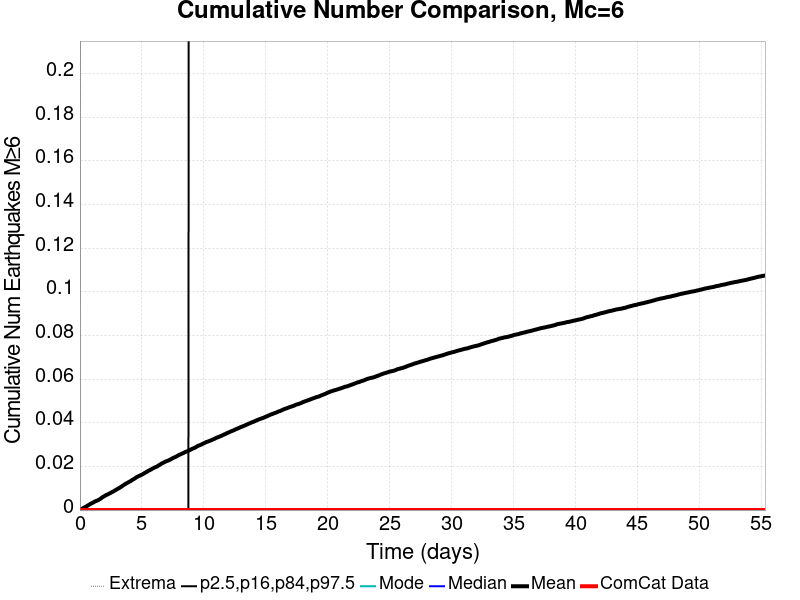 Cumulative Number Comparison, Mc=6
Cumulative Num Earthquakes M≥6
0.2
0.18
0.16
0.14
0.12
0.1
0.08
0.06
0.04
0.02
0
0 5 10 15 20 25 30 35 40 45 50 55
Time (days)
Extrema p2.5,p16,p84,p97.5 Mode Median Mean ComCat Data